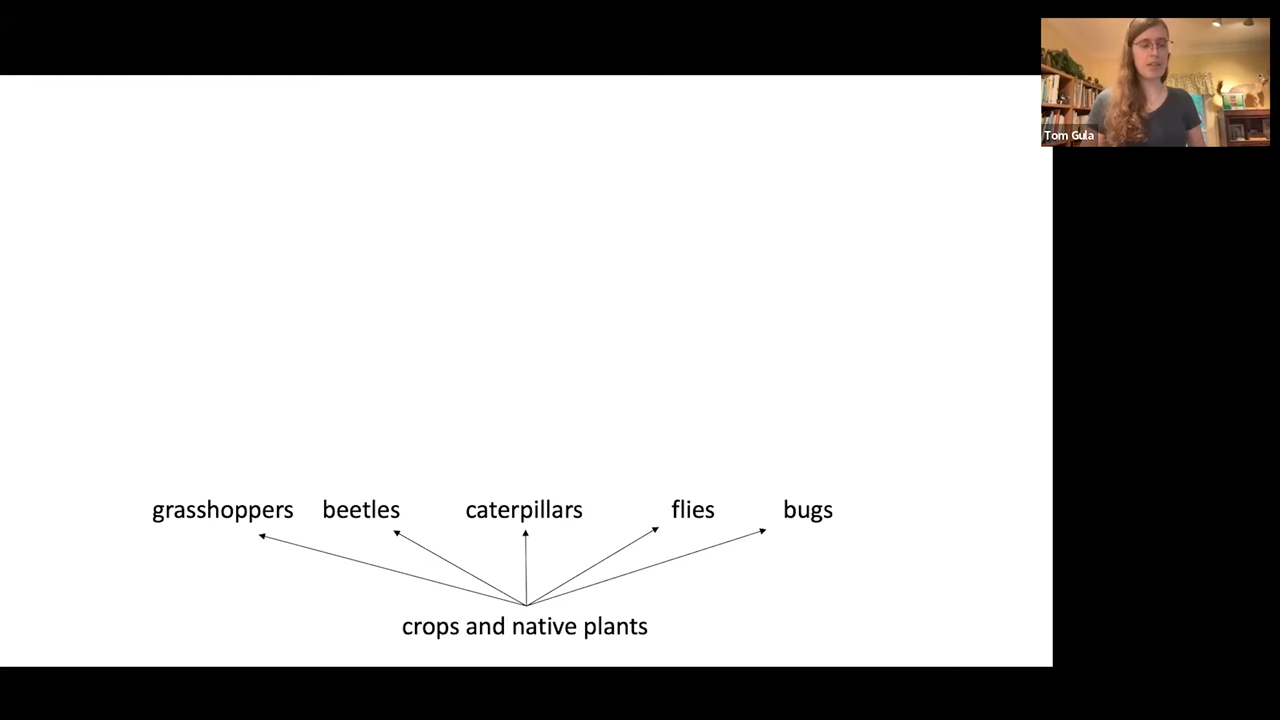 Tom Gula
grasshoppers beetles caterpillars flies bugs
crops and native plants